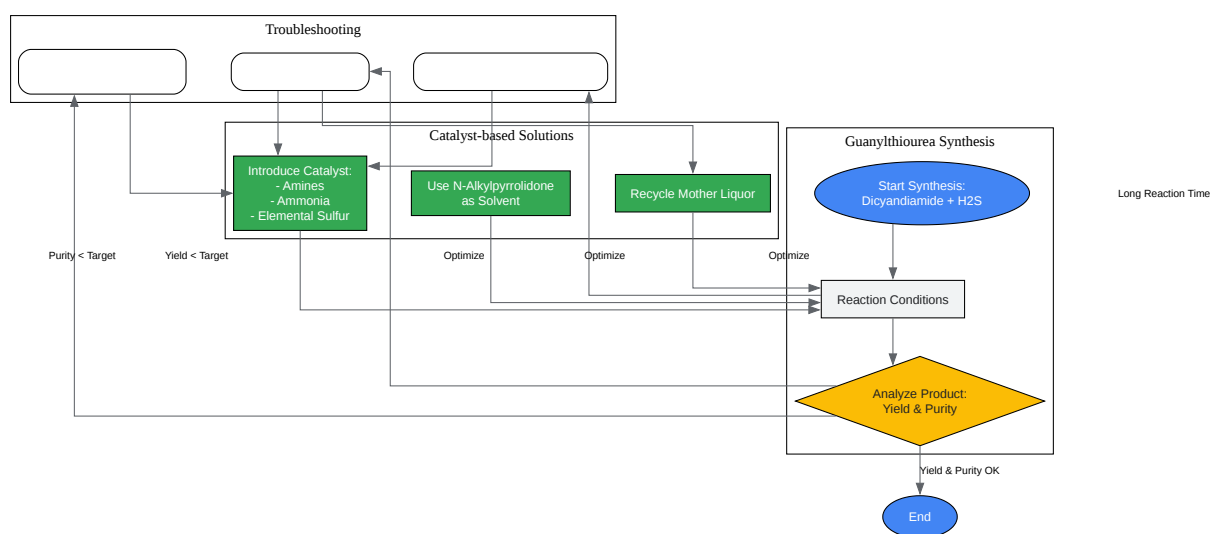 Troubleshooting
Catalyst-based Solutions
Guanylthiourea Synthesis
Introduce Catalyst:
- Amines
- Ammonia
- Elemental Sulfur
Use N-Alkylpyrrolidone
as Solvent
Recycle Mother Liquor
Start Synthesis:
Dicyandiamide + H2S
Long Reaction Time
Purity < Target
Yield < Target
Optimize
Optimize
Optimize
Reaction Conditions
Analyze Product:
Yield & Purity
Yield & Purity OK
End